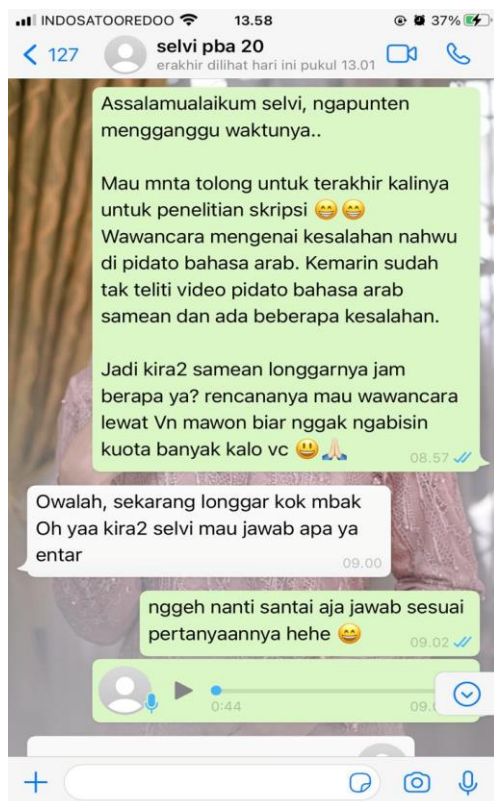 INDOSATOOREDOO 13.58 37%
127 selvi pba 20
erakhir dilihat hari ini pukul 13.01
Assalamualaikum selvi, ngapunten
mengganggu waktunya..
Mau mnta tolong untuk terakhir kalinya
untuk penelitian skripsi 😁😁
Wawancara mengenai kesalahan nahwu
di pidato bahasa arab. Kemarin sudah
tak teliti video pidato bahasa arab
samean dan ada beberapa kesalahan.
Jadi kira2 samean longgarnya jam
berapa ya? rencananya mau wawancara
lewat Vn mawon biar nggak ngabisin
kuota banyak kalo vc 😃🙏🏻
08.57
Owalah, sekarang longgar kok mbak
Oh yaa kira2 selvi mau jawab apa ya
entar
09.00
nggeh nanti santai aja jawab sesuai
pertanyaannya hehe 😄
09.02
0:44